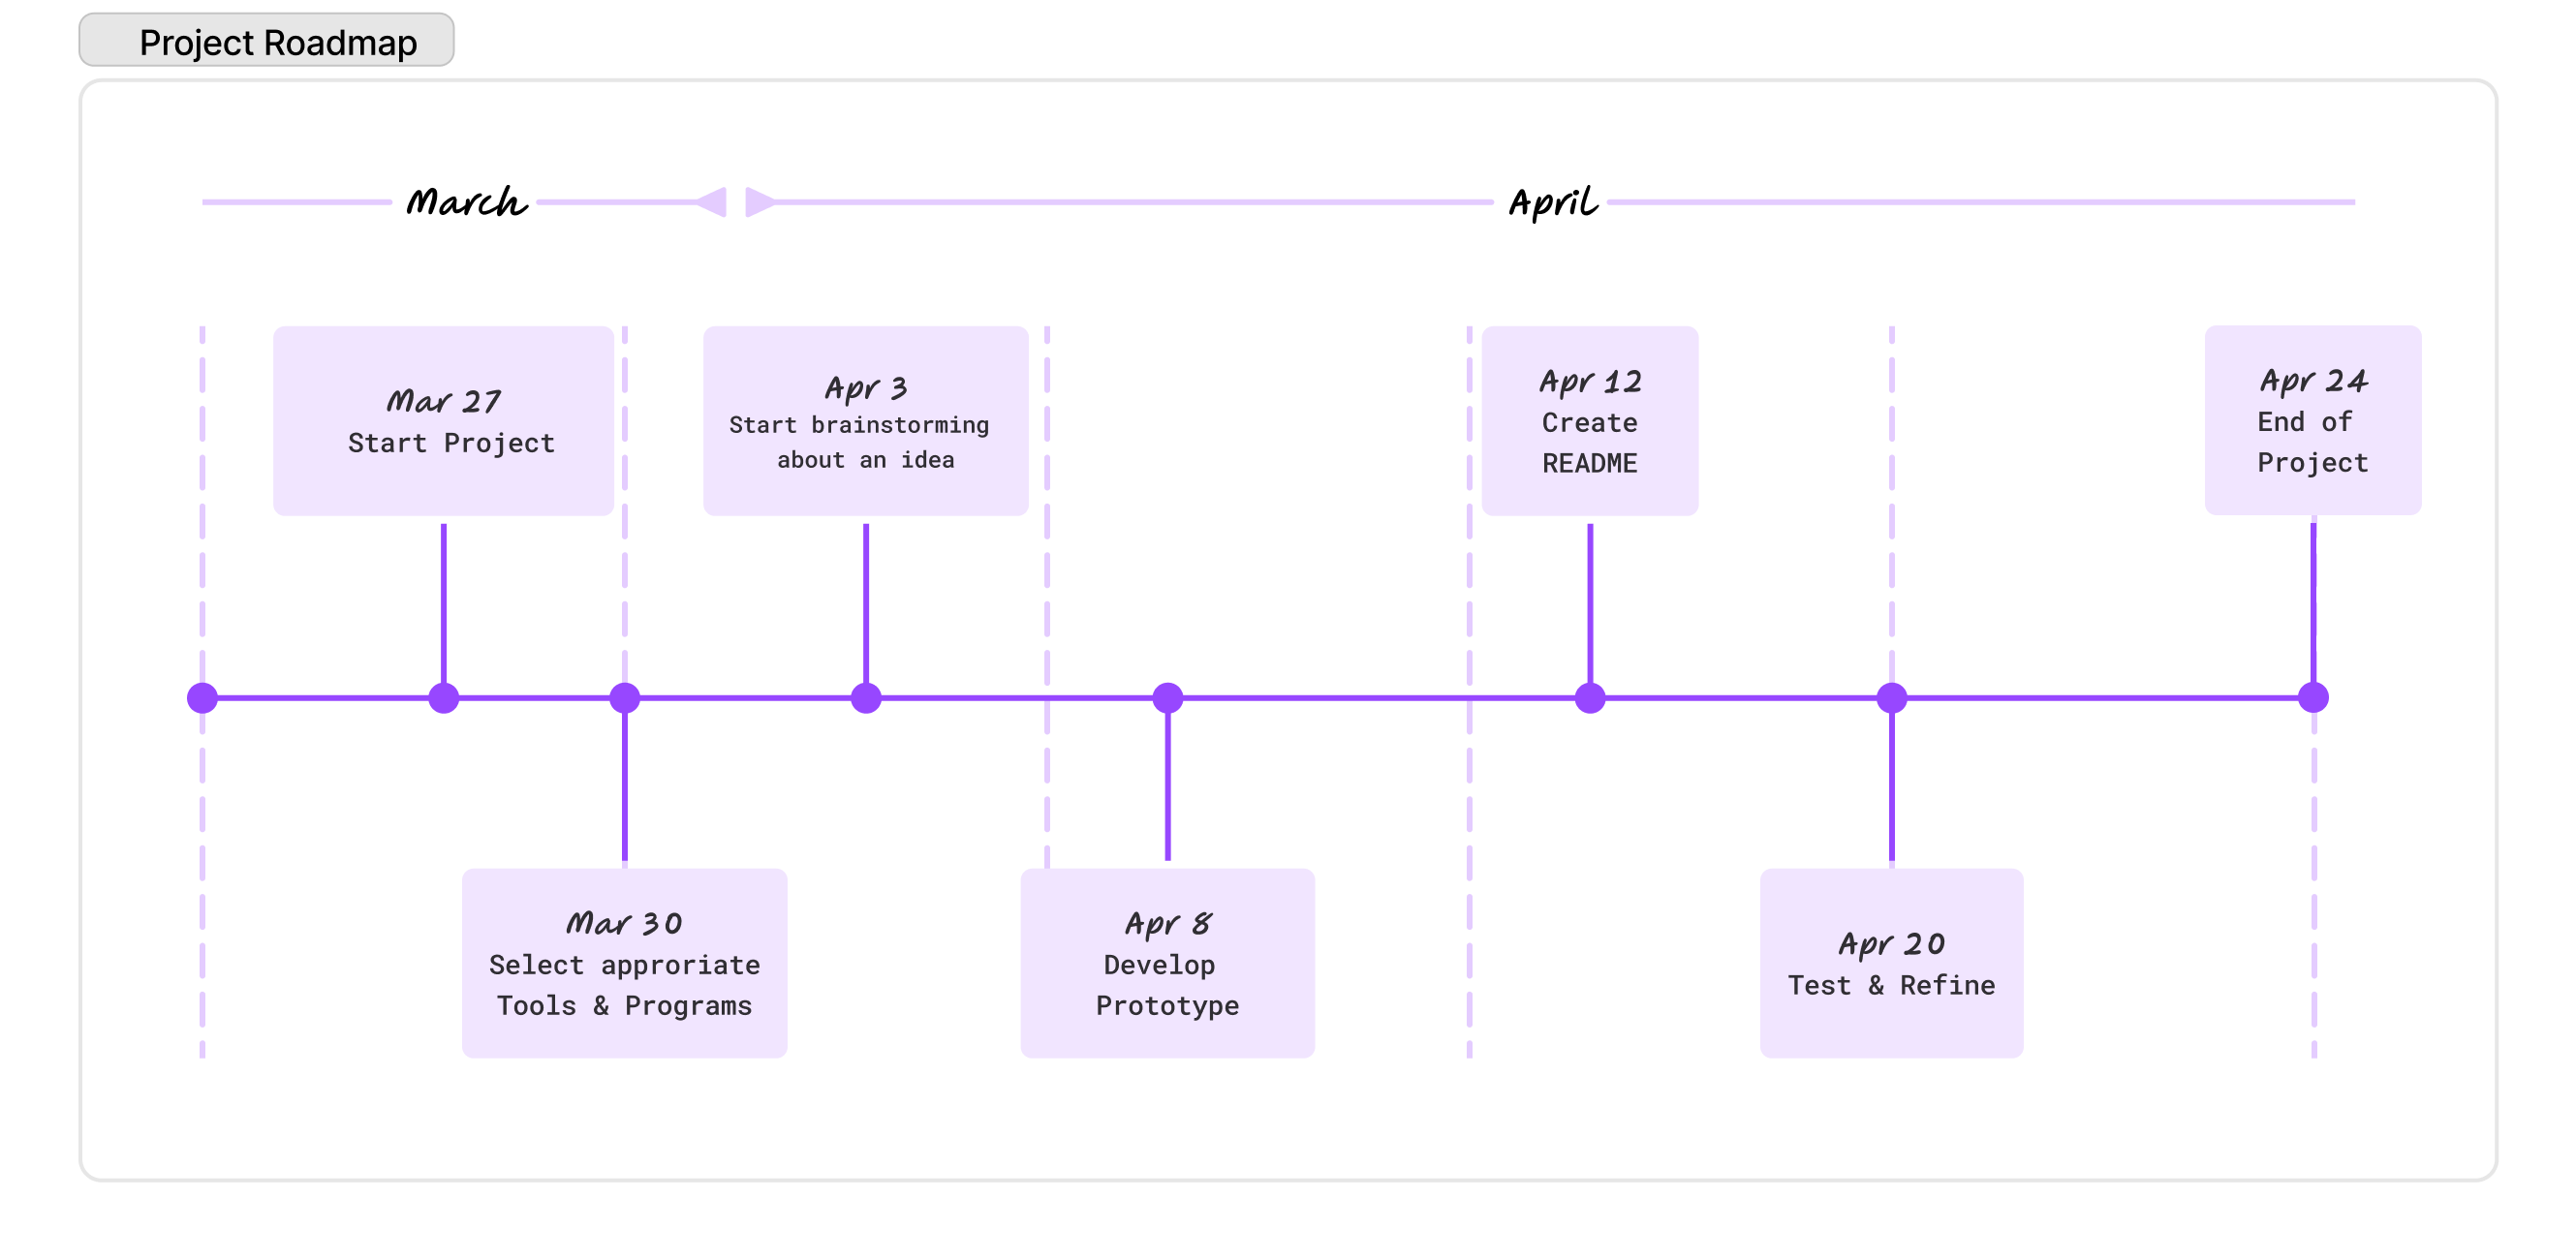 Project Roadmap
March
April
Mar 27
Start Project
Apr 3
Start brainstorming
about an idea
Apr 12
Create
README
Apr 24
End of
Project
Mar 30
Select approriate
Tools & Programs
Apr 8
Develop
Prototype
Apr 20
Test & Refine